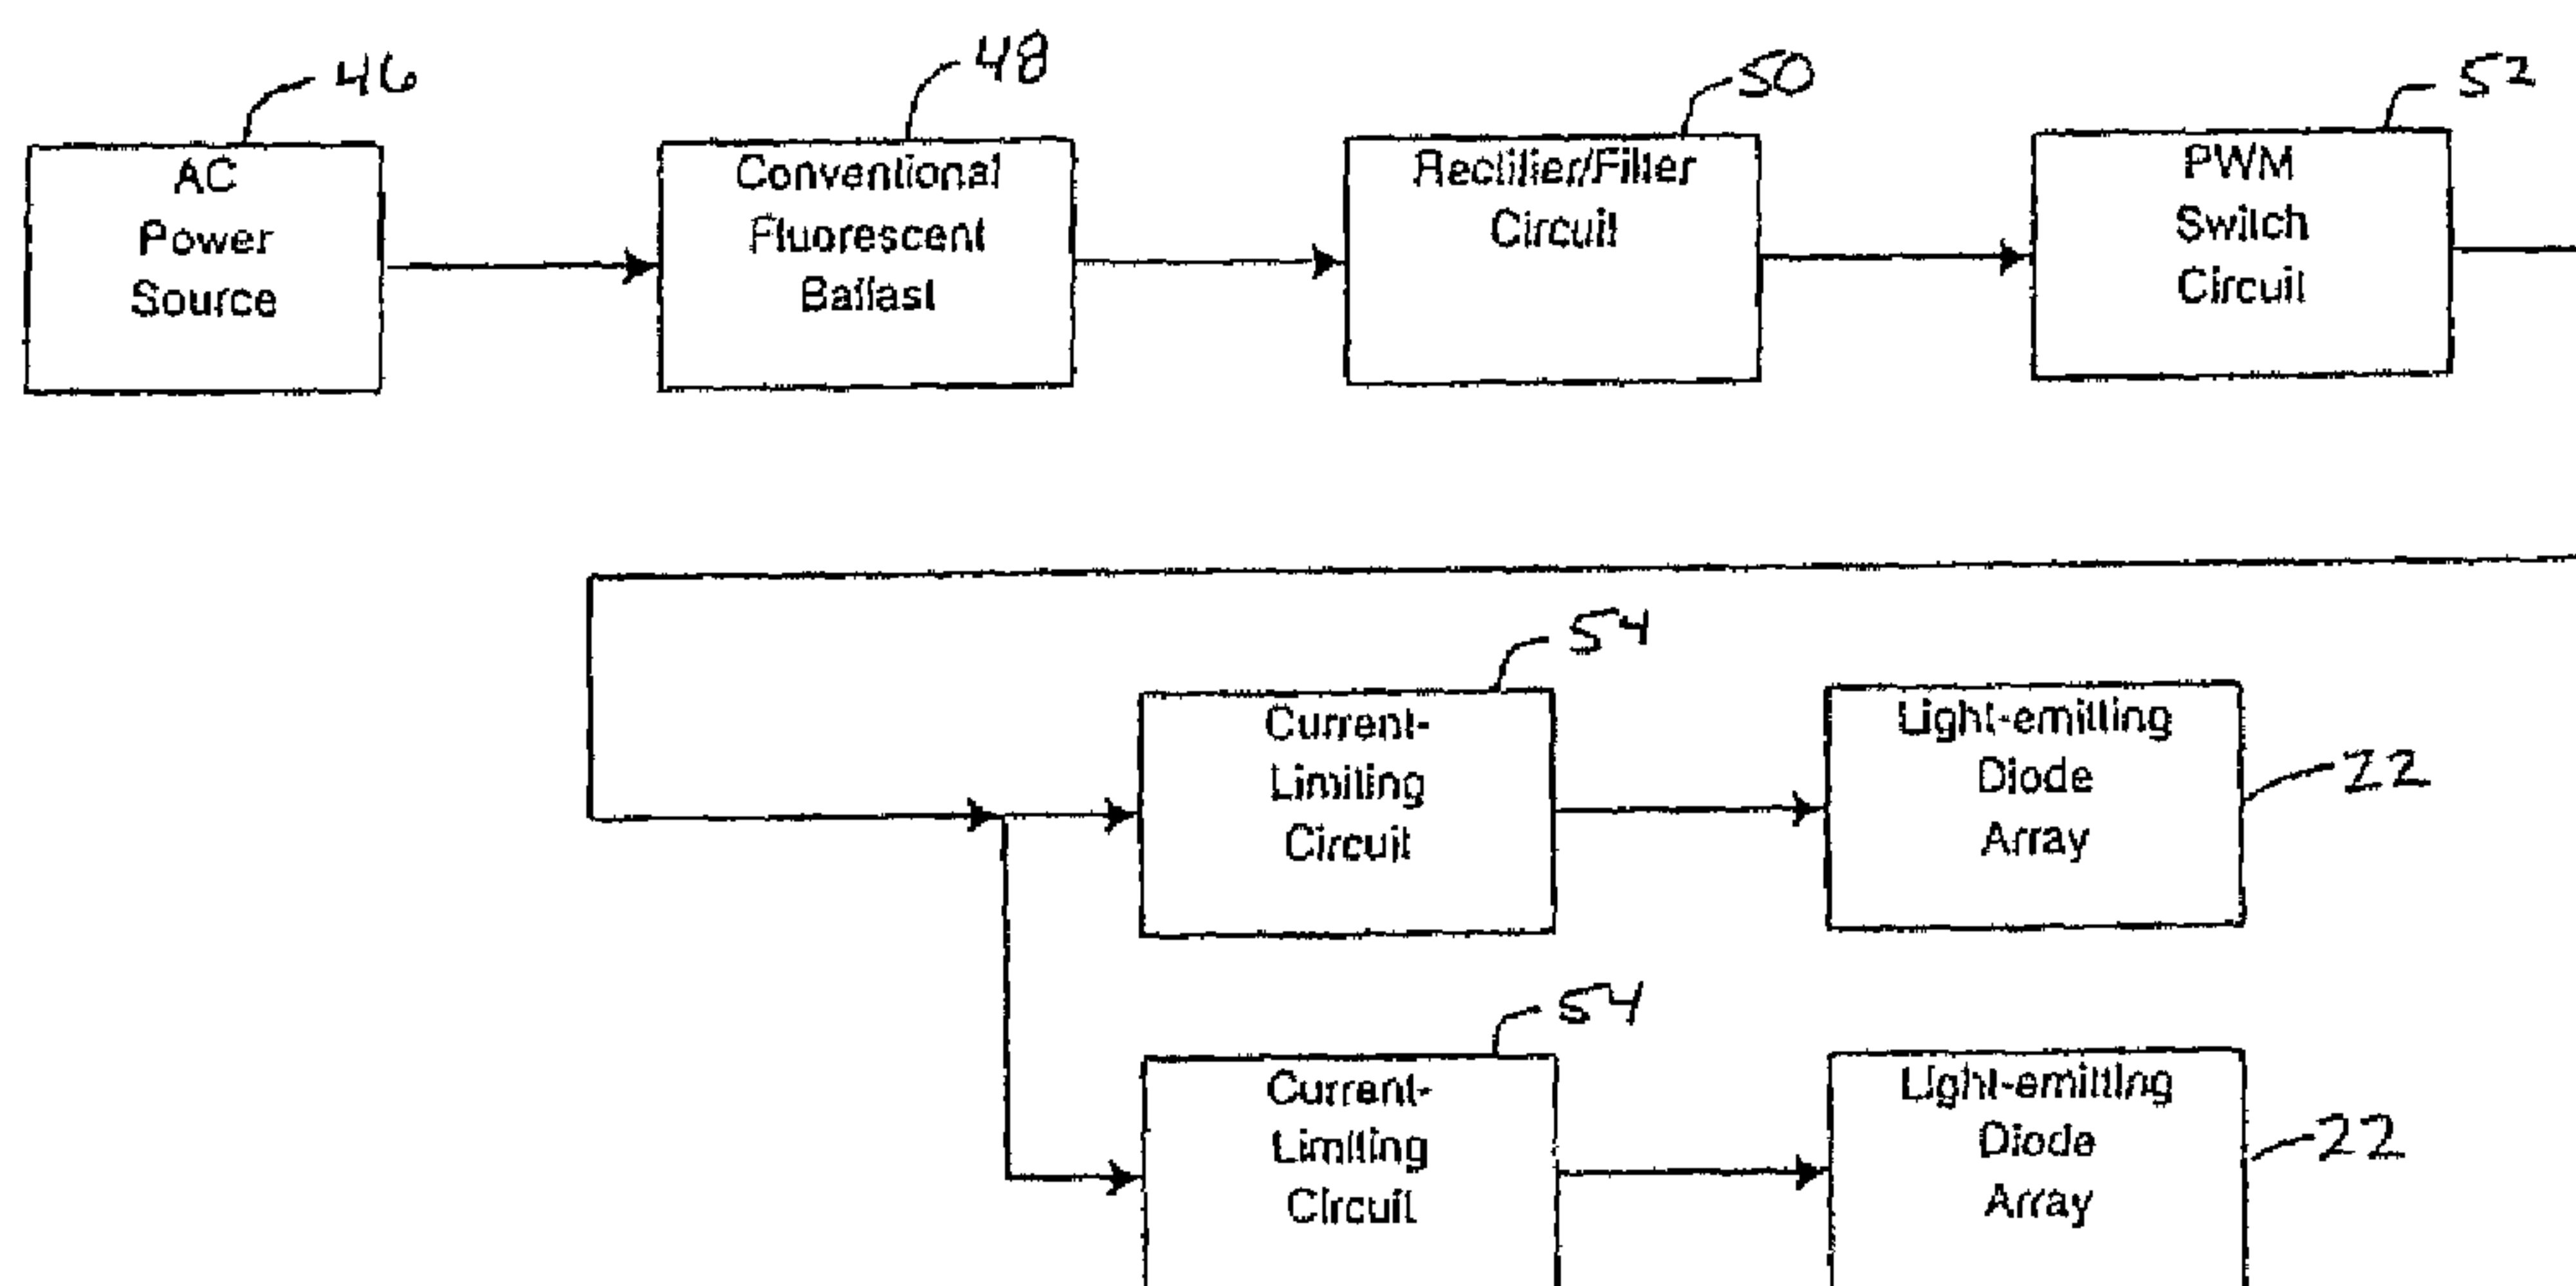 46
48
50
52
AC
Power
Source
Conventional
Fluorescent
Ballast
Rectifier/Filter
Circuit
PWM
Switch
Circuit
54
Current-
Limiting
Circuit
Light-emitting
Diode
Array
22
54
Current-
Limiting
Circuit
Light-emitting
Diode
Array
22